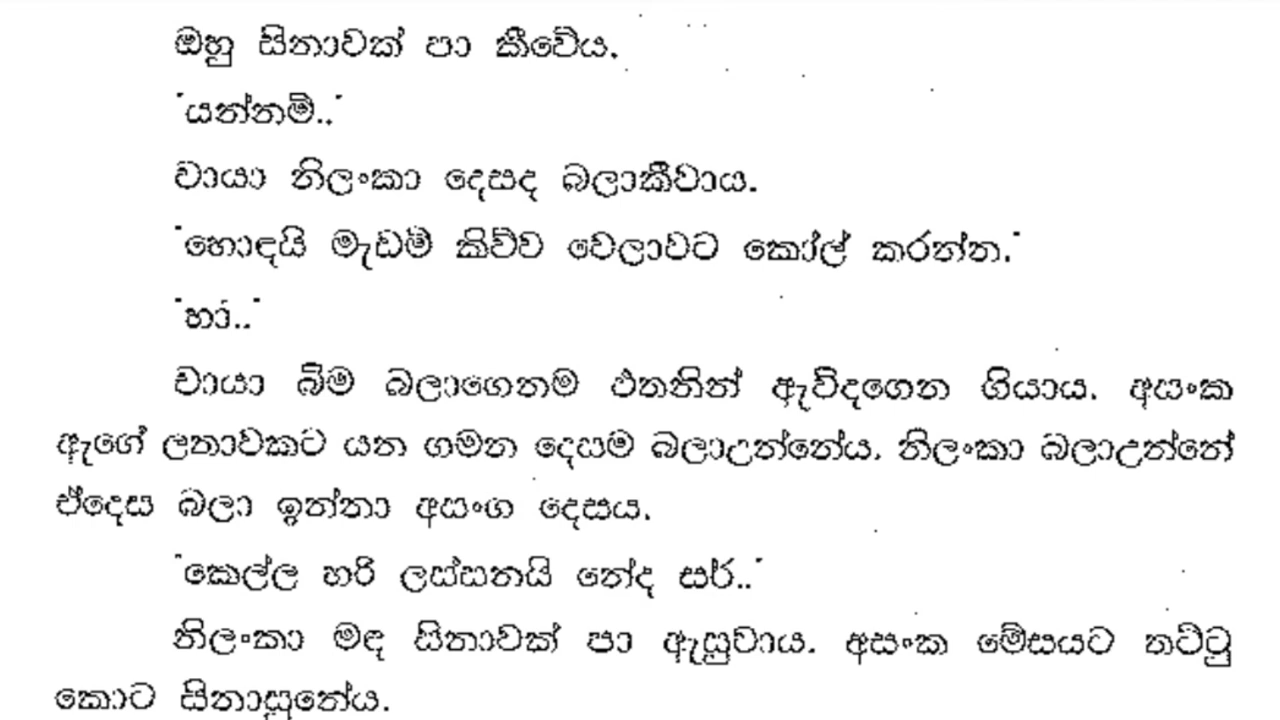 ඔහු සිනාවක් පා කීවේය.
"යන්නම්.."
චායා නිලංකා දෙසද බලාකීවාය.
"හොඳයි මැඩම් කිව්ව වෙලාවට කෝල් කරන්න."
"හා.."
චායා බිම බලාගෙනම එතනින් ඇවිදගෙන ගියාය. අසංක
ඇගේ ලතාවකට යන ගමන දෙසම බලාඋන්නේය. නිලංකා බලාඋන්නේ
ඒදෙස බලා ඉන්නා අසංග දෙසය.
"කෙල්ල හරි ලස්සනයි නේද සර්.."
නිලංකා මඳ සිනාවක් පා ඇසුවාය. අසංක මේසයට තට්ටු
කොට සිනාසුනේය.